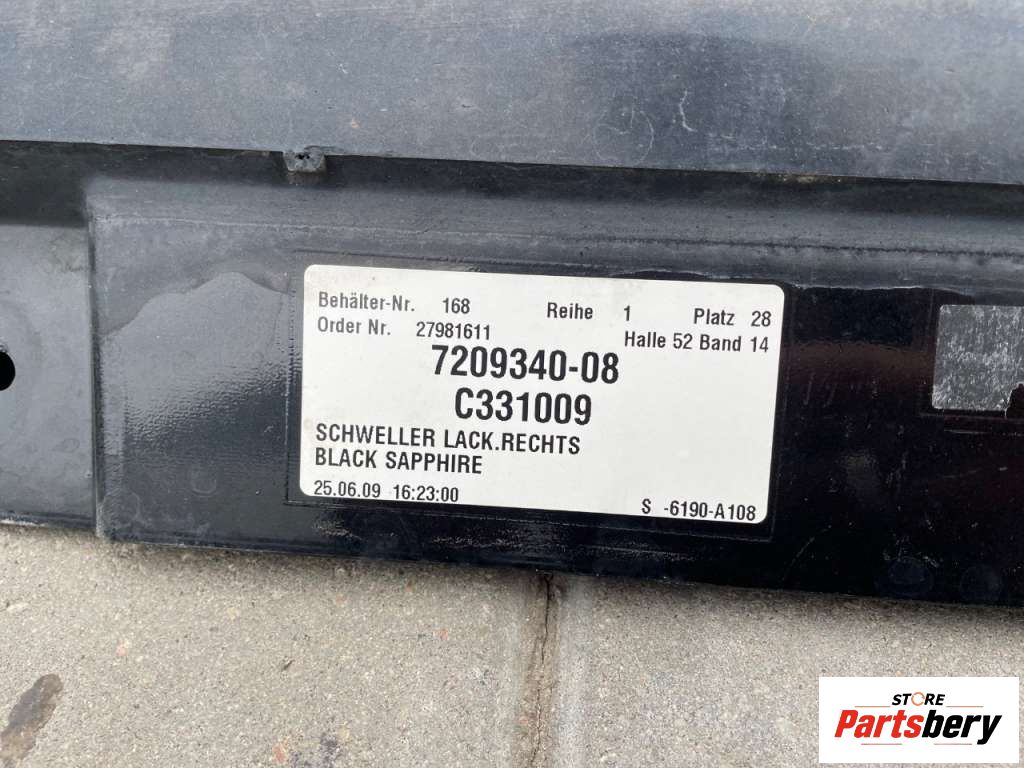 Behälter-Nr. 168 Reihe 1 Platz 28
Order Nr. 27981611 Halle 52 Band 14
7209340-08
C331009
SCHWELLER LACK.RECHTS
BLACK SAPPHIRE
25.06.09 16:23:00 S -6190-A108
STORE
Partsbery